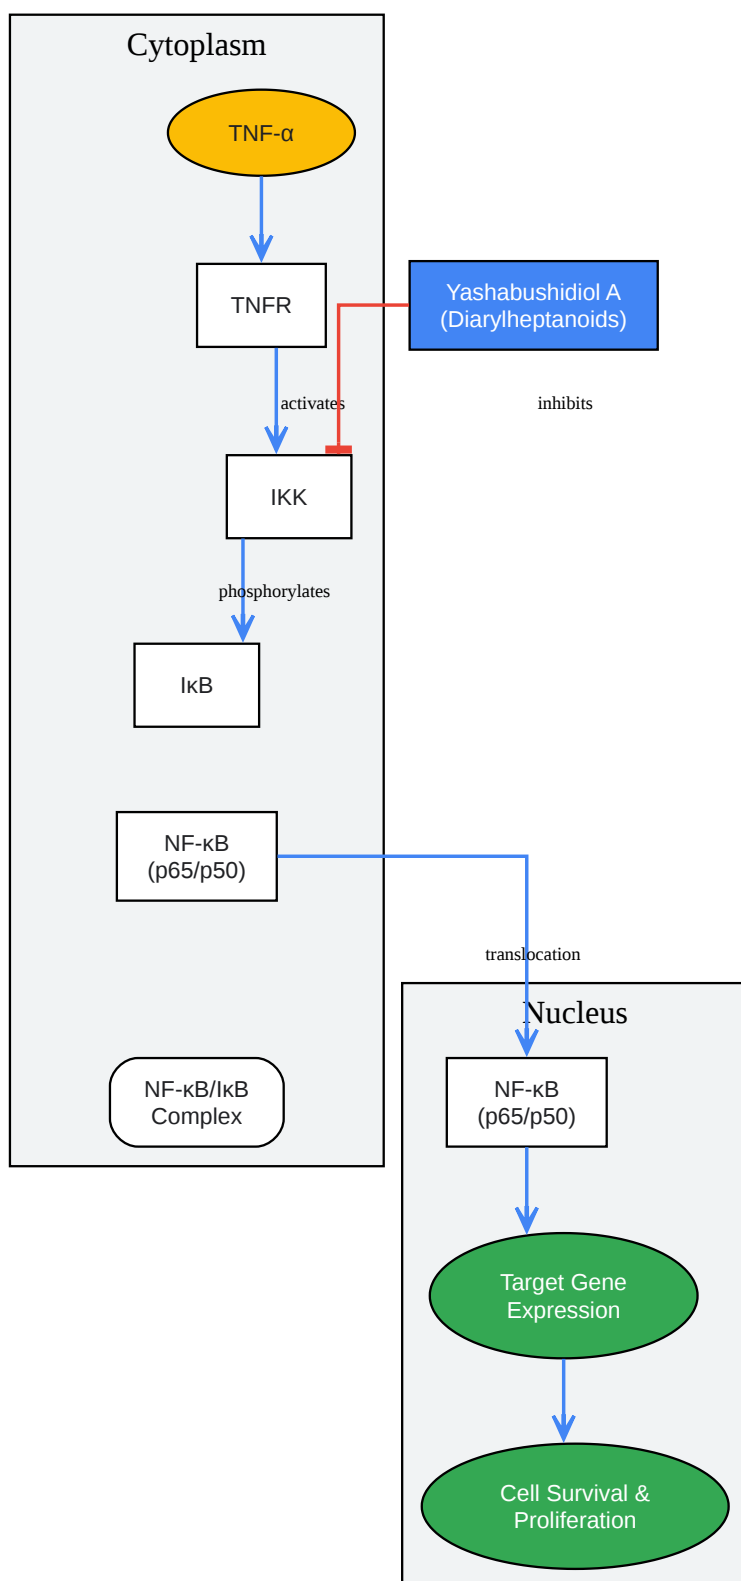 Cytoplasm
TNF-α
TNFR
Yashabushidiol A
(Diarylheptanoids)
activates
inhibits
IKK
phosphorylates
IκB
NF-κB
(p65/p50)
translocation
Nucleus
NF-κB/IκB
Complex
NF-κB
(p65/p50)
Target Gene
Expression
Cell Survival &
Proliferation